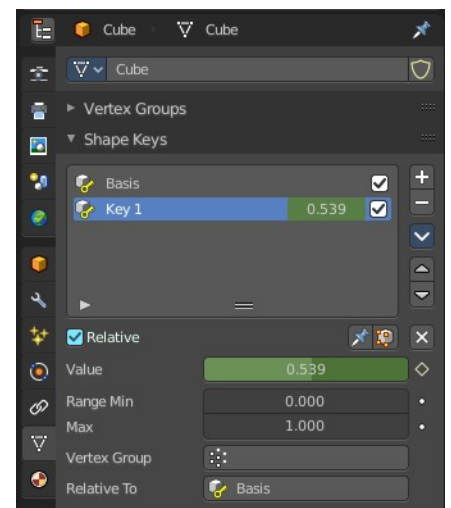 Cube Cube
Cube
Vertex Groups
Shape Keys
Basis
Key 1 0.539
Relative
Value 0.539
Range Min 0.000
Max 1.000
Vertex Group
Relative To Basis